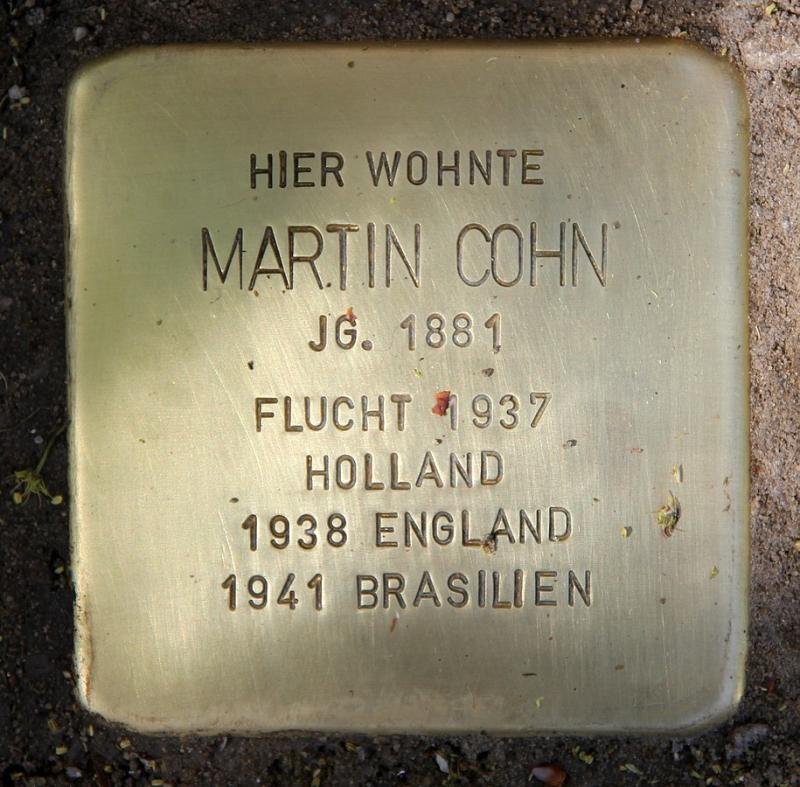 HIER WOHNTE
MARTIN COHN
JG. 1881
FLUCHT 1937
HOLLAND
1938 ENGLAND
1941 BRASILIEN